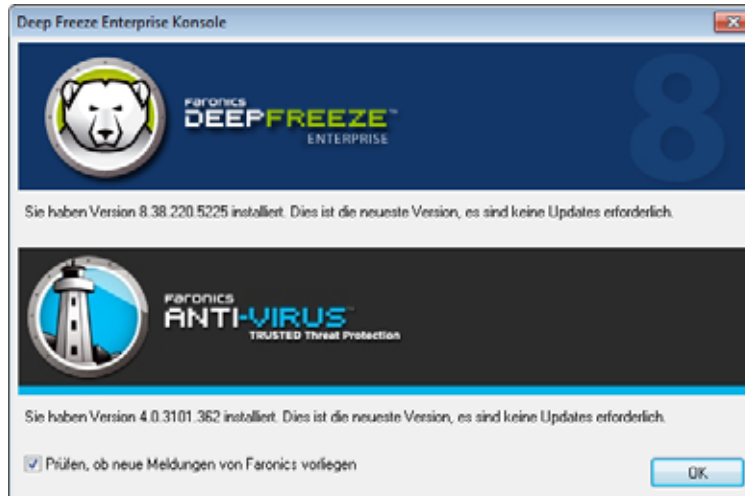 Deep Freeze Enterprise Konsole
8
Faronics
DEEPFREEZE™
ENTERPRISE
Sie haben Version 8.38.220.5225 installiert. Dies ist die neueste Version, es sind keine Updates erforderlich.
Faronics
ANTI-VIRUS™
TRUSTED Threat Protection
Sie haben Version 4.0.3101.362 installiert. Dies ist die neueste Version, es sind keine Updates erforderlich.
Prüfen, ob neue Meldungen von Faronics vorliegen
OK